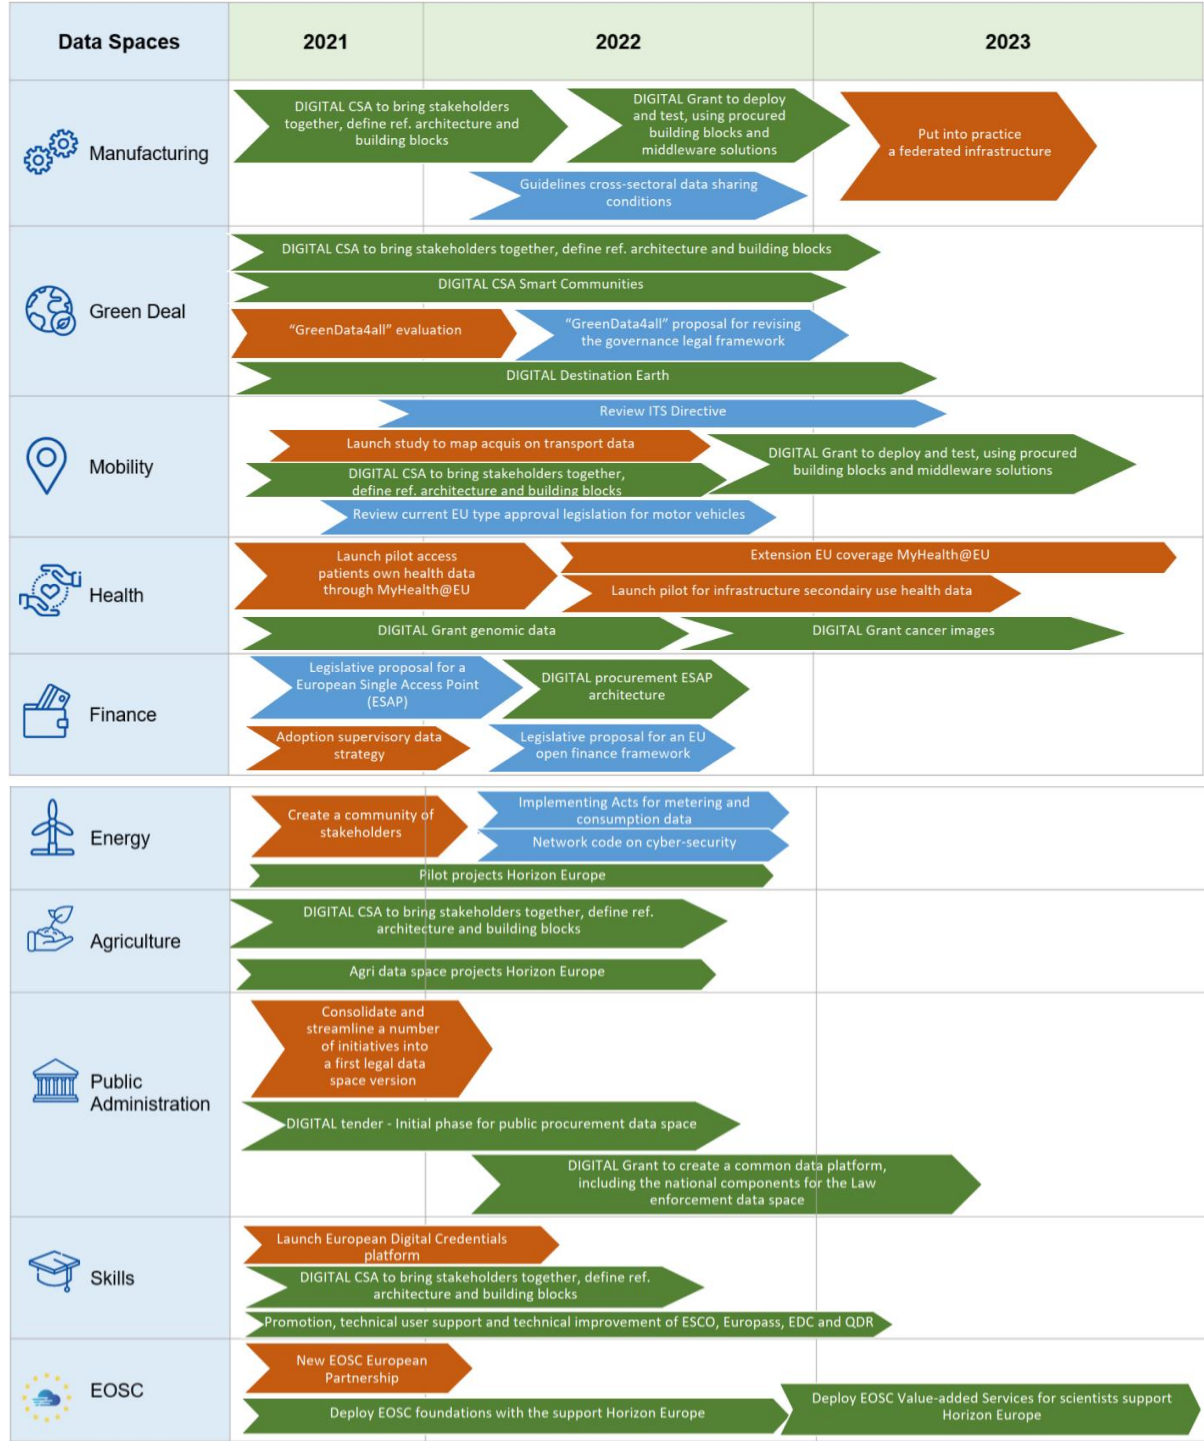 Data Spaces
2021
2022
2023
Manufacturing
DIGITAL CSA to bring stakeholders
together, define ref. architecture and
building blocks
DIGITAL Grant to deploy
and test, using procured
building blocks and
middleware solutions
Put into practice
a federated infrastructure
Guidelines cross-sectoral data sharing
conditions
Green Deal
DIGITAL CSA to bring stakeholders together, define ref. architecture and building blocks
DIGITAL CSA Smart Communities
“GreenData4all” evaluation
“GreenData4all” proposal for revising
the governance legal framework
DIGITAL Destination Earth
Mobility
Review ITS Directive
Launch study to map acquis on transport data
DIGITAL CSA to bring stakeholders together,
define ref. architecture and building blocks
DIGITAL Grant to deploy and test, using procured
building blocks and middleware solutions
Review current EU type approval legislation for motor vehicles
Health
Launch pilot access
patients own health data
through MyHealth@EU
Extension EU coverage MyHealth@EU
Launch pilot for infrastructure secondairy use health data
DIGITAL Grant genomic data
DIGITAL Grant cancer images
Finance
Legislative proposal for a
European Single Access Point
(ESAP)
DIGITAL procurement ESAP
architecture
Adoption supervisory data
strategy
Legislative proposal for an EU
open finance framework
Energy
Create a community of
stakeholders
Implementing Acts for metering and
consumption data
Network code on cyber-security
Pilot projects Horizon Europe
Agriculture
DIGITAL CSA to bring stakeholders together, define ref.
architecture and building blocks
Agri data space projects Horizon Europe
Public
Administration
Consolidate and
streamline a number
of initiatives into
a first legal data
space version
DIGITAL tender - Initial phase for public procurement data space
DIGITAL Grant to create a common data platform,
including the national components for the Law
enforcement data space
Skills
Launch European Digital Credentials
platform
DIGITAL CSA to bring stakeholders together, define ref.
architecture and building blocks
Promotion, technical user support and technical improvement of ESCO, Europass, EDC and QDR
EOSC
New EOSC European
Partnership
Deploy EOSC foundations with the support Horizon Europe
Deploy EOSC Value-added Services for scientists support
Horizon Europe